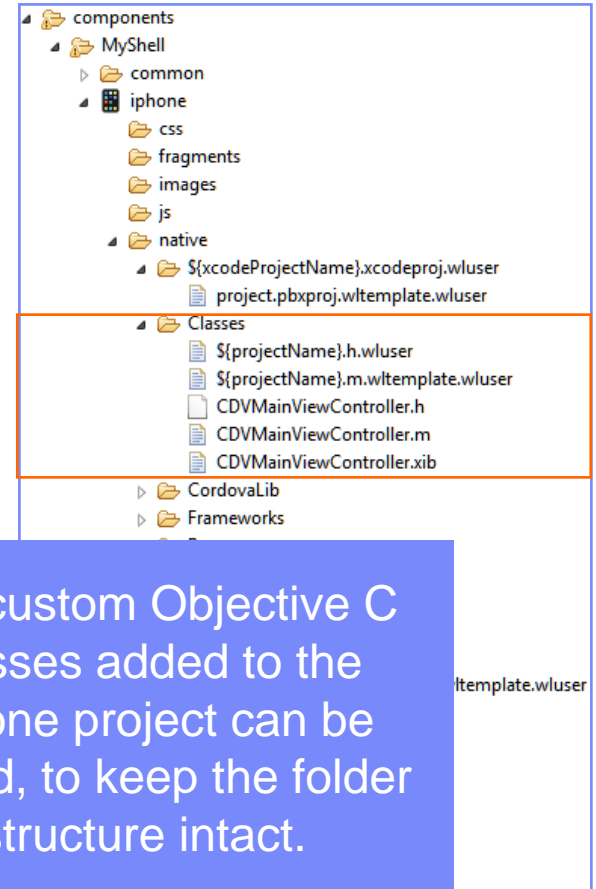 components
MyShell
common
iphone
css
fragments
images
js
native
${xcodeProjectName}.xcodeproj.wluser
project.pbxproj.wltemplate.wluser
Classes
${projectName}.h.wluser
${projectName}.m.wltemplate.wluser
CDVMainViewController.h
CDVMainViewController.m
CDVMainViewController.xib
CordovaLib
Frameworks
custom Objective C
sses added to the
one project can be
d, to keep the folder
structure intact.
ltemplate.wluser